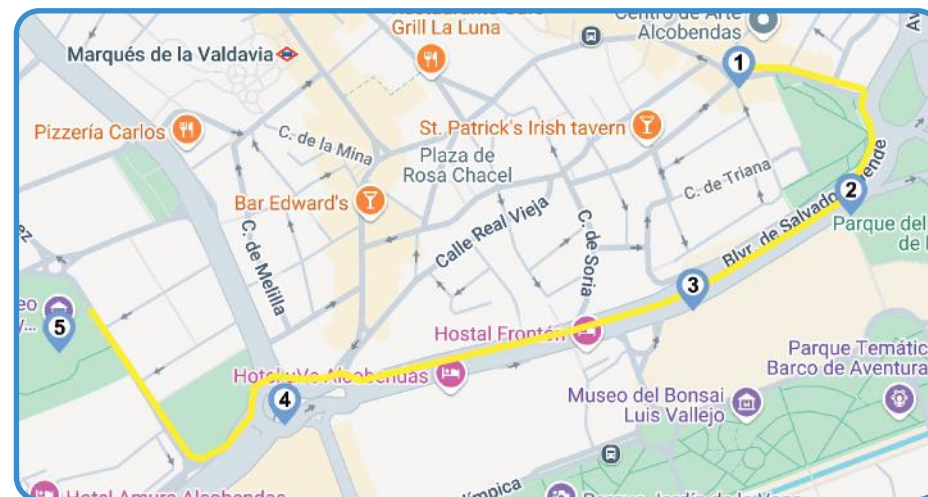 Grill La Luna
Centro de Arte
Alcobendas
Marqués de la Valdavia
1
Pizzería Carlos
St. Patrick's Irish tavern
C. de la Mina
Plaza de
Rosa Chacel
C. de Triana
2
Bar Edward's
Calle Real Vieja
C. de Soria
Blvr. de Salvador
Parque del
C. de Melilla
3
5
Hostal Frontón
Parque Temátic
Barco de Aventura
Hotel
Alcobendas
4
Museo del Bonsai
Luis Vallejo
Hotel Amura Alcobendas